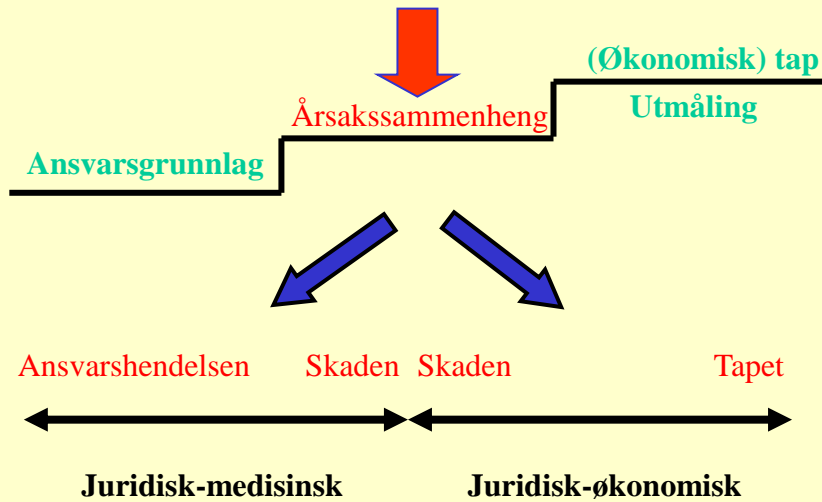 (Økonomisk) tap
Årsakssammenheng
Utmåling
Ansvarsgrunnlag
Ansvarshendelsen Skaden Skaden Tapet
Juridisk-medisinsk Juridisk-økonomisk